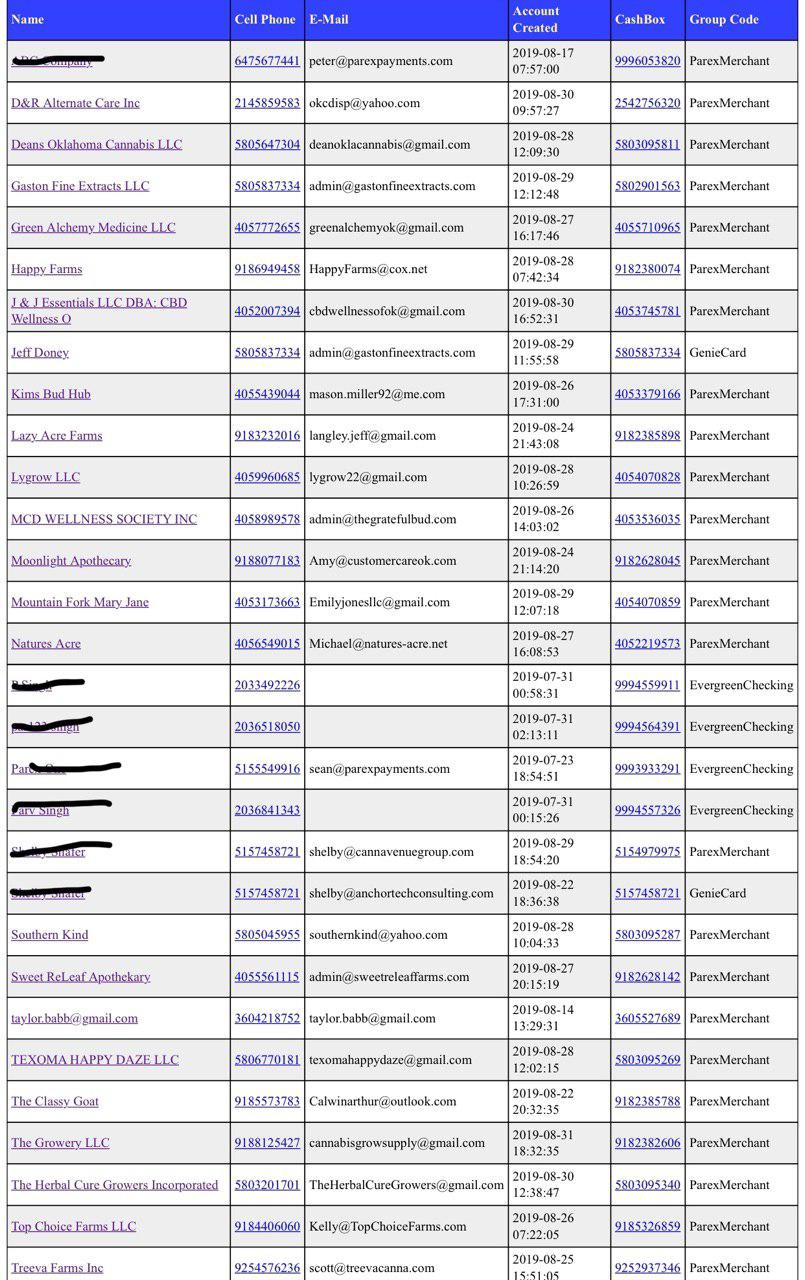 Name Cell Phone E-Mail Account Created CashBox Group Code
6475677441 peter@parexpayments.com 2019-08-17 07:57:00 9996053820 ParexMerchant
D&R Alternate Care Inc 2145859583 okcdisp@yahoo.com 2019-08-30 09:57:27 2542756320 ParexMerchant
Deans Oklahoma Cannabis LLC 5805647304 deanoklacannabis@gmail.com 2019-08-28 12:09:30 5803095811 ParexMerchant
Gaston Fine Extracts LLC 5805837334 admin@gastonfineextracts.com 2019-08-29 12:12:48 5802901563 ParexMerchant
Green Alchemy Medicine LLC 4057772655 greenalchemyok@gmail.com 2019-08-27 16:17:46 4055710965 ParexMerchant
Happy Farms 9186949458 HappyFarms@cox.net 2019-08-28 07:42:34 9182380074 ParexMerchant
J & J Essentials LLC DBA: CBD Wellness O 4052007394 cbdwellnessofok@gmail.com 2019-08-30 16:52:31 4053745781 ParexMerchant
Jeff Doney 5805837334 admin@gastonfineextracts.com 2019-08-29 11:55:58 5805837334 GenieCard
Kims Bud Hub 4055439044 mason.miller92@me.com 2019-08-26 17:31:00 4053379166 ParexMerchant
Lazy Acre Farms 9183232016 langley.jeff@gmail.com 2019-08-24 21:43:08 9182385898 ParexMerchant
Lygrow LLC 4059960685 lygrow22@gmail.com 2019-08-28 10:26:59 4054070828 ParexMerchant
MCD WELLNESS SOCIETY INC 4058989578 admin@thegratefulbud.com 2019-08-26 14:03:02 4053536035 ParexMerchant
Moonlight Apothecary 9188077183 Amy@customercareok.com 2019-08-24 21:14:20 9182628045 ParexMerchant
Mountain Fork Mary Jane 4053173663 Emilyjonesllc@gmail.com 2019-08-29 12:07:18 4054070859 ParexMerchant
Natures Acre 4056549015 Michael@natures-acre.net 2019-08-27 16:08:53 4052219573 ParexMerchant
2033492226 2019-07-31 00:58:31 9994559911 EvergreenChecking
2036518050 2019-07-31 02:13:11 9994564391 EvergreenChecking
5155549916 sean@parexpayments.com 2019-07-23 18:54:51 9993933291 EvergreenChecking
2036841343 2019-07-31 00:15:26 9994557326 EvergreenChecking
5157458721 shelby@cannavenuegroup.com 2019-08-29 18:54:20 5154979975 ParexMerchant
5157458721 shelby@anchortechconsulting.com 2019-08-22 18:36:38 5157458721 GenieCard
Southern Kind 5805045955 southernkind@yahoo.com 2019-08-28 10:04:33 5803095287 ParexMerchant
Sweet ReLeaf Apothekary 4055561115 admin@sweetreleaffarms.com 2019-08-27 20:15:19 9182628142 ParexMerchant
taylor.babb@gmail.com 3604218752 taylor.babb@gmail.com 2019-08-14 13:29:31 3605527689 ParexMerchant
TEXOMA HAPPY DAZE LLC 5806770181 texomahappydaze@gmail.com 2019-08-28 12:02:15 5803095269 ParexMerchant
The Classy Goat 9185573783 Calwinarthur@outlook.com 2019-08-22 20:32:35 9182385788 ParexMerchant
The Growery LLC 9188125427 cannabisgrowsupply@gmail.com 2019-08-31 18:32:35 9182382606 ParexMerchant
The Herbal Cure Growers Incorporated 5803201701 TheHerbalCureGrowers@gmail.com 2019-08-30 12:38:47 5803095340 ParexMerchant
Top Choice Farms LLC 9184406060 Kelly@TopChoiceFarms.com 2019-08-26 07:22:05 9185326859 ParexMerchant
Treeva Farms Inc 9254576236 scott@treevacanna.com 2019-08-25 15:51:05 9252937346 ParexMerchant